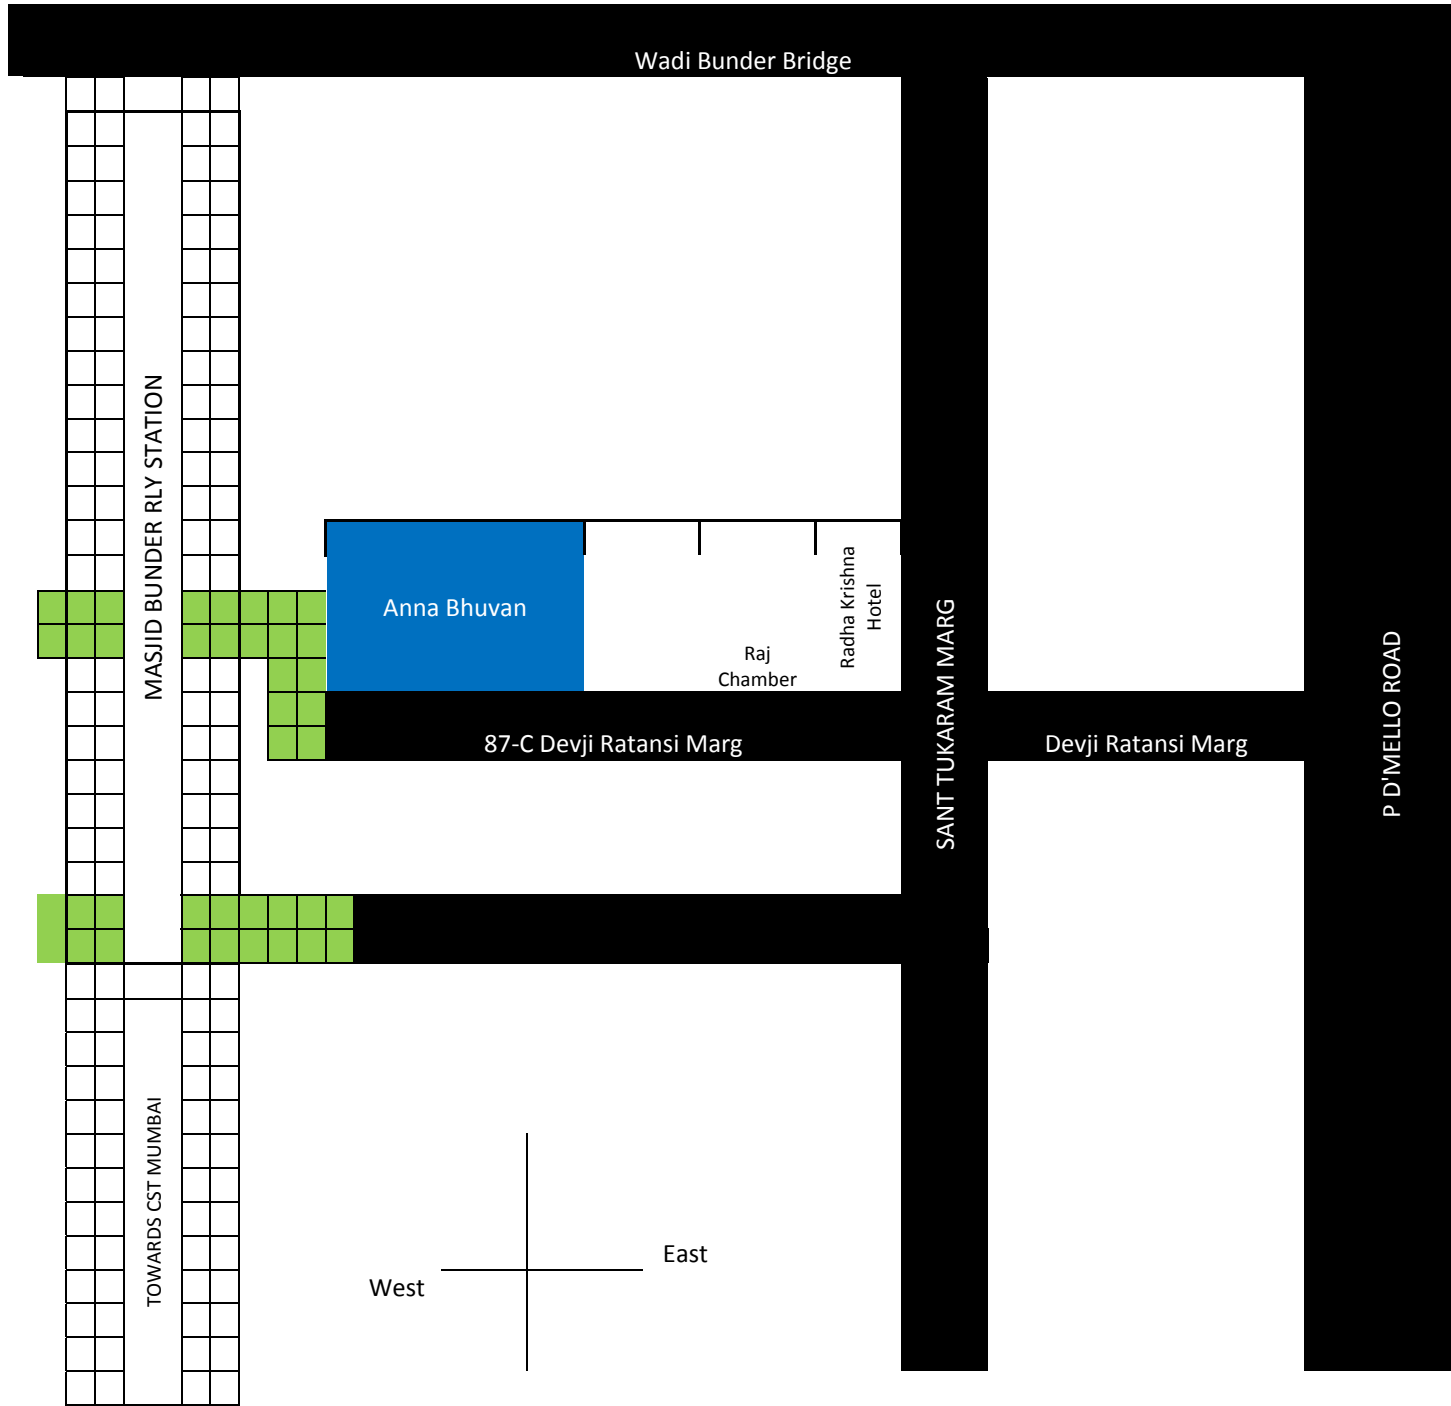 Wadi Bunder Bridge
MASJID BUNDER RLY STATION
Anna Bhuvan
Raj
Chamber
Radha Krishna
Hotel
SANT TUKARAM MARG
P D'MELLO ROAD
87-C Devji Ratansi Marg
Devji Ratansi Marg
TOWARDS CST MUMBAI
East
West